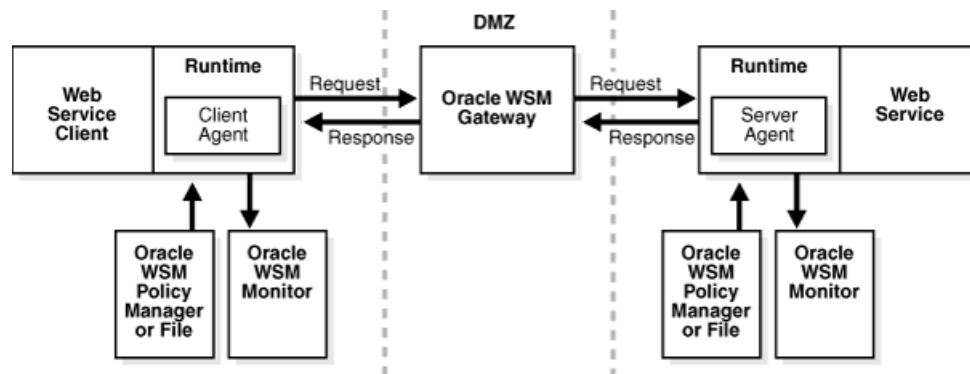 DMZ
Web
Service
Client
Runtime
Client
Agent
Request
Response
Oracle WSM
Gateway
Request
Response
Runtime
Server
Agent
Web
Service
Oracle
WSM
Policy
Manager
or File
Oracle
WSM
Monitor
Oracle
WSM
Policy
Manager
or File
Oracle
WSM
Monitor